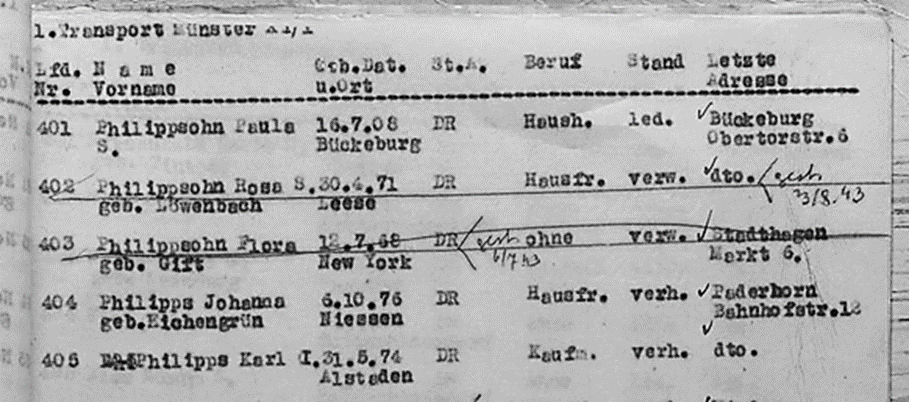 1.Transport Münster XI/1
Lfd. Name Geb.Dat. St.A. Beruf Stand Letzte
Nr. Vorname u.Ort Adresse
401 Philippsohn Paula 16.7.08 DR Haush. led. Bückeburg
S. Bückeburg Obertorstr.6
402 Philippsohn Rosa S. 30.4.71 DR Hausfr. verw. dto. gest.
geb. Löwenbach Leese 3/8.43
403 Philippsohn Flora 12.7.68 DR gest. ohne verw. Stadthagen
geb. Gift New York 6/7 43 Markt 6.
404 Philipps Johanna 6.10.76 DR Hausfr. verh. Paderborn
geb.Eichengrün Niessen Bahnhofstr.12
405 Philipps Karl I. 31.5.74 DR Kaufm. verh. dto.
Alstaden